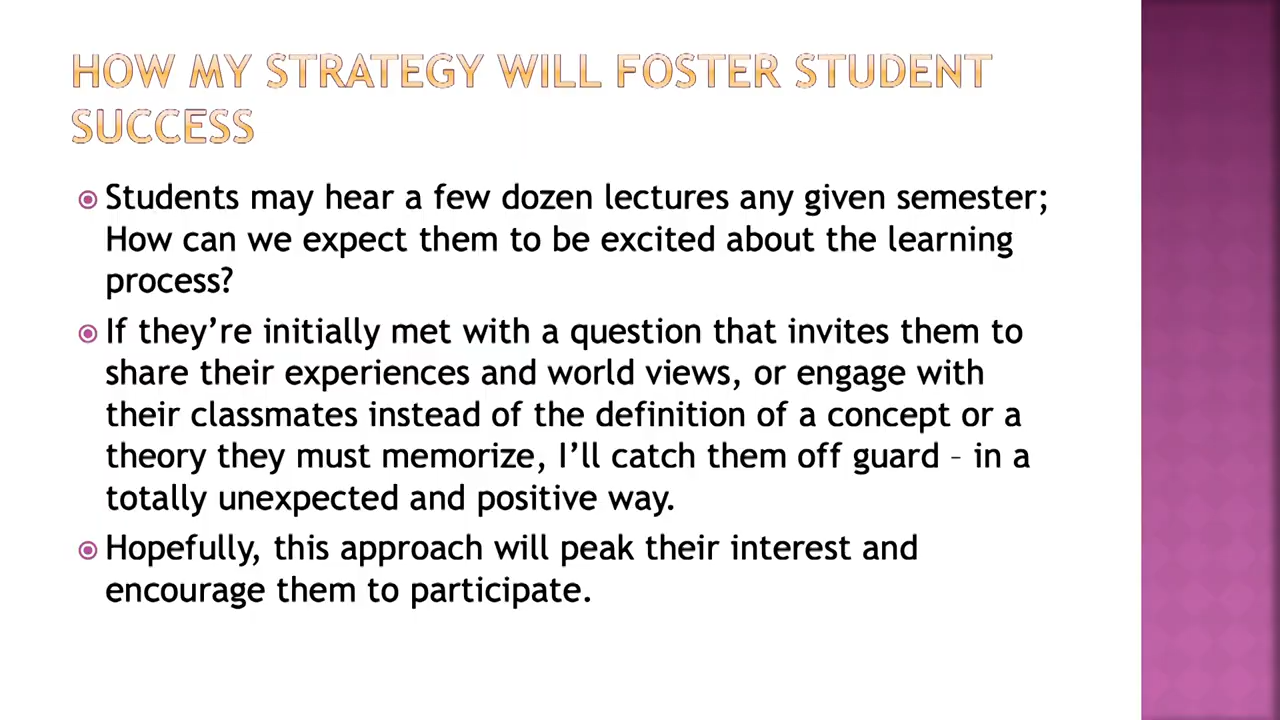 HOW MY STRATEGY WILL FOSTER STUDENT
SUCCESS
Students may hear a few dozen lectures any given semester;
How can we expect them to be excited about the learning
process?
If they’re initially met with a question that invites them to
share their experiences and world views, or engage with
their classmates instead of the definition of a concept or a
theory they must memorize, I’ll catch them off guard – in a
totally unexpected and positive way.
Hopefully, this approach will peak their interest and
encourage them to participate.